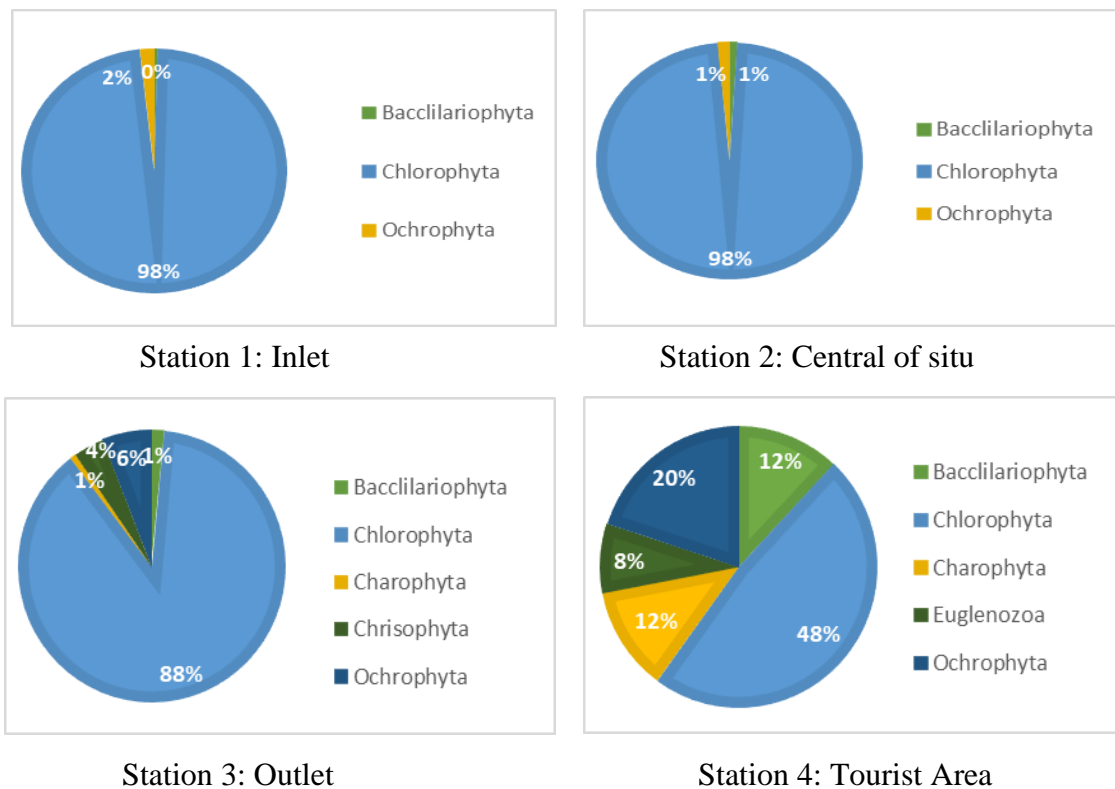 2%
0%
98%
Bacclilariophyta
Chlorophyta
Ochrophyta
Station 1: Inlet
1%
1%
98%
Bacclilariophyta
Chlorophyta
Ochrophyta
Station 2: Central of situ
4%
6%
1%
1%
88%
Bacclilariophyta
Chlorophyta
Charophyta
Chrisophyta
Ochrophyta
Station 3: Outlet
20%
12%
8%
12%
48%
Bacclilariophyta
Chlorophyta
Charophyta
Euglenozoa
Ochrophyta
Station 4: Tourist Area